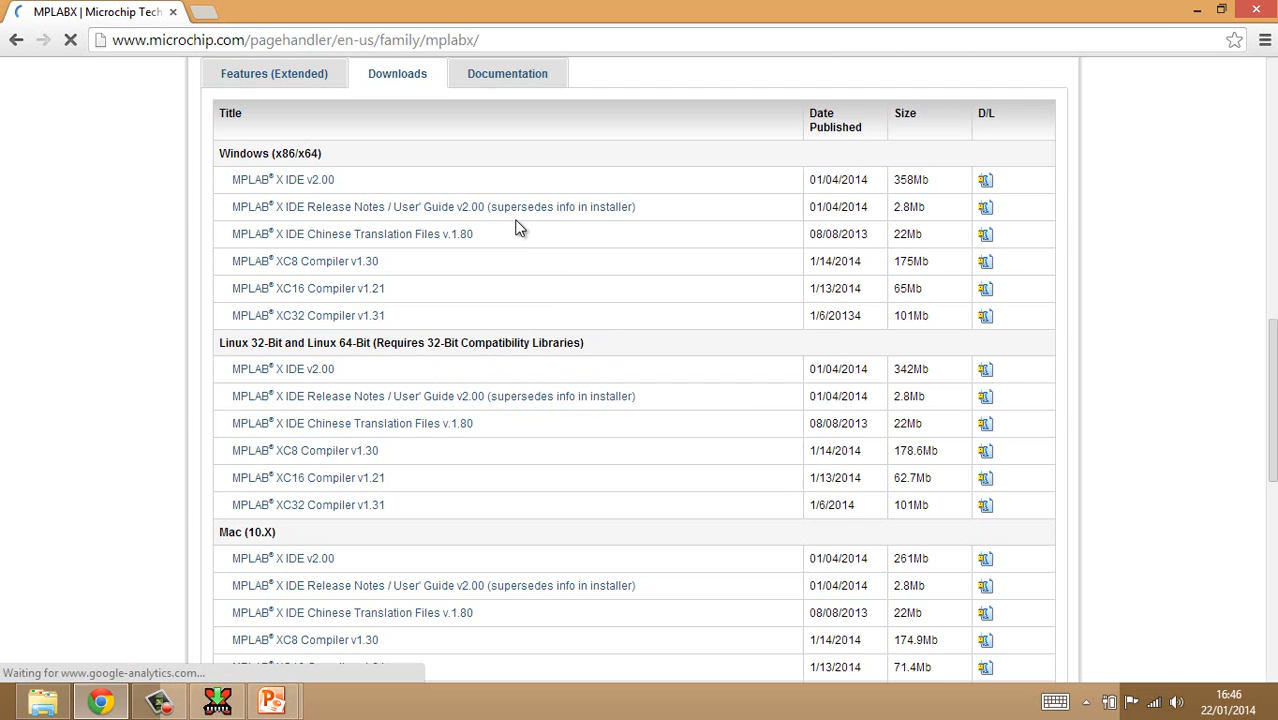 MPLABX | Microchip Tech
www.microchip.com/pagehandler/en-us/family/mplabx/
Features (Extended) Downloads Documentation
Title Date Published Size D/L
Windows (x86/x64)
MPLAB® X IDE v2.00 01/04/2014 358Mb
MPLAB® X IDE Release Notes / User' Guide v2.00 (supersedes info in installer) 01/04/2014 2.8Mb
MPLAB® X IDE Chinese Translation Files v.1.80 08/08/2013 22Mb
MPLAB® XC8 Compiler v1.30 1/14/2014 175Mb
MPLAB® XC16 Compiler v1.21 1/13/2014 65Mb
MPLAB® XC32 Compiler v1.31 1/6/20134 101Mb
Linux 32-Bit and Linux 64-Bit (Requires 32-Bit Compatibility Libraries)
MPLAB® X IDE v2.00 01/04/2014 342Mb
MPLAB® X IDE Release Notes / User' Guide v2.00 (supersedes info in installer) 01/04/2014 2.8Mb
MPLAB® X IDE Chinese Translation Files v.1.80 08/08/2013 22Mb
MPLAB® XC8 Compiler v1.30 1/14/2014 178.6Mb
MPLAB® XC16 Compiler v1.21 1/13/2014 62.7Mb
MPLAB® XC32 Compiler v1.31 1/6/2014 101Mb
Mac (10.X)
MPLAB® X IDE v2.00 01/04/2014 261Mb
MPLAB® X IDE Release Notes / User' Guide v2.00 (supersedes info in installer) 01/04/2014 2.8Mb
MPLAB® X IDE Chinese Translation Files v.1.80 08/08/2013 22Mb
MPLAB® XC8 Compiler v1.30 1/14/2014 174.9Mb
1/13/2014 71.4Mb
Waiting for www.google-analytics.com...
16:46
22/01/2014